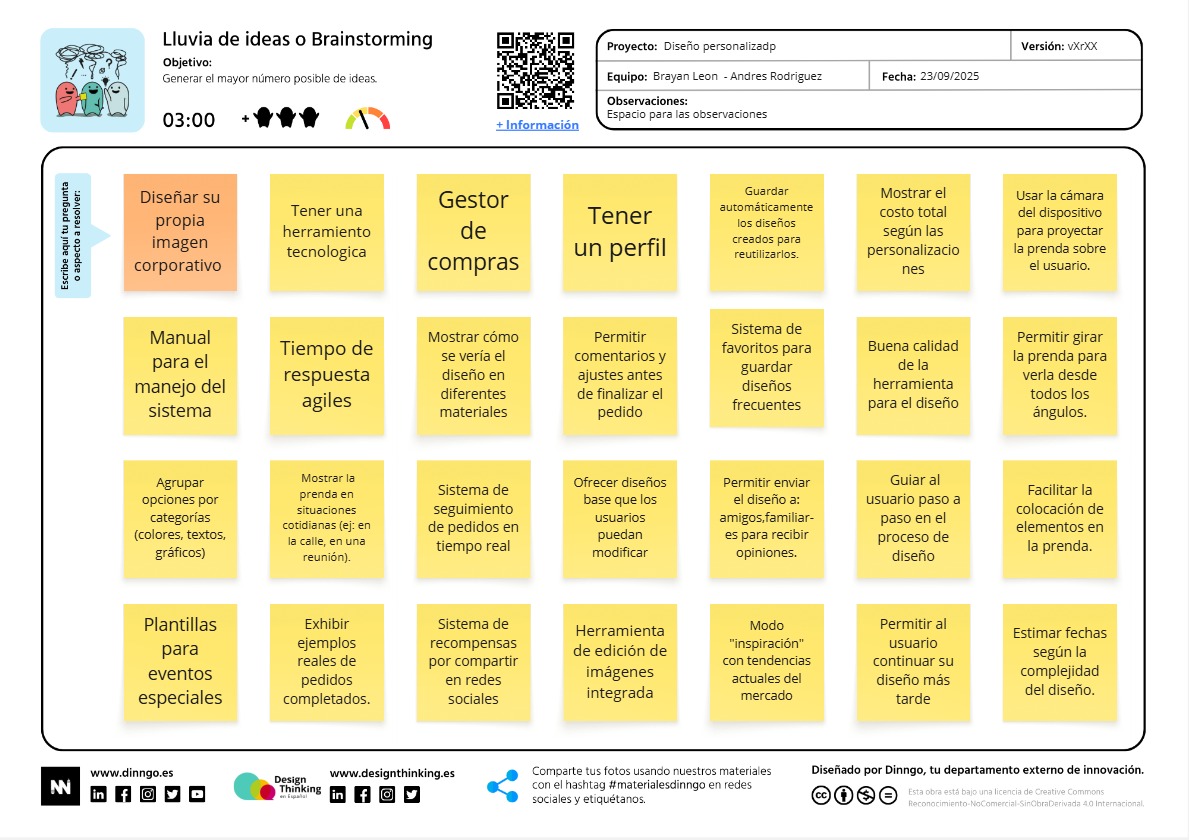 Lluvia de ideas o Brainstorming
Objetivo:
Generar el mayor número posible de ideas.
03:00
+
+ Información
Proyecto: Diseño personalizadp
Versión: vXrXX
Equipo: Brayan Leon - Andres Rodriguez
Fecha: 23/09/2025
Observaciones:
Espacio para las observaciones
Escribe aquí tu pregunta
o aspecto a resolver:
Diseñar su
propia
imagen
corporativo
Tener una
herramiento
tecnologica
Gestor
de
compras
Tener
un perfil
Guardar
automáticamente
los diseños
creados para
reutilizarlos.
Mostrar el
costo total
según las
personalizacio
nes
Usar la cámara
del dispositivo
para proyectar
la prenda sobre
el usuario.
Manual
para el
manejo del
sistema
Tiempo de
respuesta
agiles
Mostrar cómo
se vería el
diseño en
diferentes
materiales
Permitir
comentarios y
ajustes antes
de finalizar el
pedido
Sistema de
favoritos para
guardar
diseños
frecuentes
Buena calidad
de la
herramienta
para el diseño
Permitir girar
la prenda para
verla desde
todos los
ángulos.
Agrupar
opciones por
categorías
(colores, textos,
gráficos)
Mostrar la
prenda en
situaciones
cotidianas (ej: en
la calle, en una
reunión).
Sistema de
seguimiento
de pedidos en
tiempo real
Ofrecer diseños
base que los
usuarios
puedan
modificar
Permitir enviar
el diseño a:
amigos,familiar-
es para recibir
opiniones.
Guiar al
usuario paso a
paso en el
proceso de
diseño
Facilitar la
colocación de
elementos en
la prenda.
Plantillas
para
eventos
especiales
Exhibir
ejemplos
reales de
pedidos
completados.
Sistema de
recompensas
por compartir
en redes
sociales
Herramienta
de edición de
imágenes
integrada
Modo
"inspiración"
con tendencias
actuales del
mercado
Permitir al
usuario
continuar su
diseño más
tarde
Estimar fechas
según la
complejidad
del diseño.
www.dinngo.es
Design
Thinking
en Español
www.designthinking.es
Comparte tus fotos usando nuestros materiales
con el hashtag #materialesdinngo en redes
sociales y etiquétanos.
Diseñado por Dinngo, tu departamento externo de innovación.
Esta obra está bajo una licencia de Creative Commons
Reconocimiento-NoComercial-SinObraDerivada 4.0 Internacional.